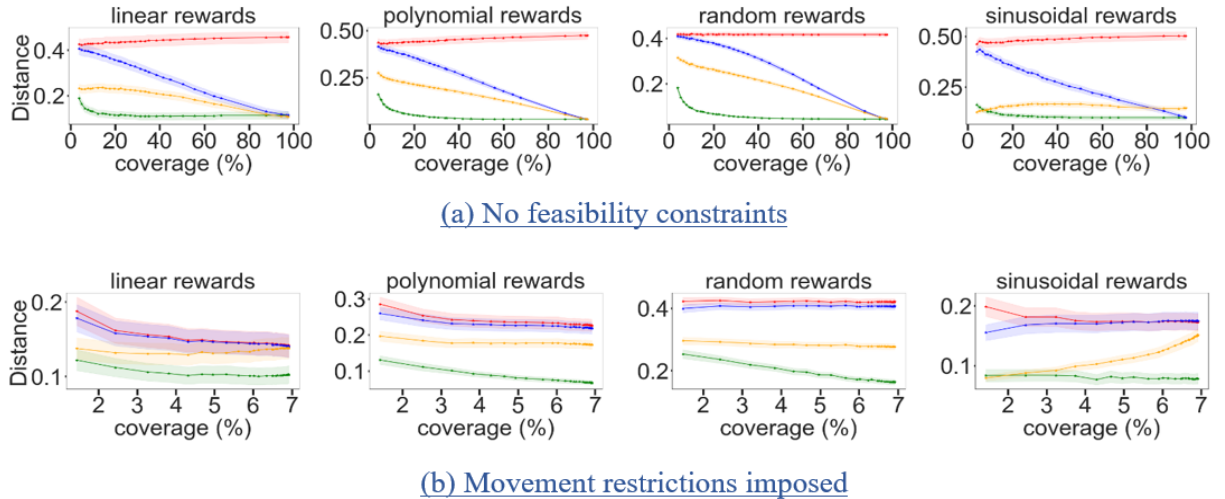 linear rewards
polynomial rewards
random rewards
sinusoidal rewards
Distance
0.4
0.2
0.25
0.4
0.2
0.50
0.25
0 20 40 60 80 100
0 20 40 60 80 100
0 20 40 60 80 100
0 20 40 60 80 100
coverage (%)
coverage (%)
coverage (%)
coverage (%)
(a) No feasibility constraints
linear rewards
polynomial rewards
random rewards
sinusoidal rewards
Distance
0.2
0.1
0.3
0.2
0.1
0.4
0.2
0.2
0.1
2 3 4 5 6 7
2 3 4 5 6 7
2 3 4 5 6 7
2 3 4 5 6 7
coverage (%)
coverage (%)
coverage (%)
coverage (%)
(b) Movement restrictions imposed